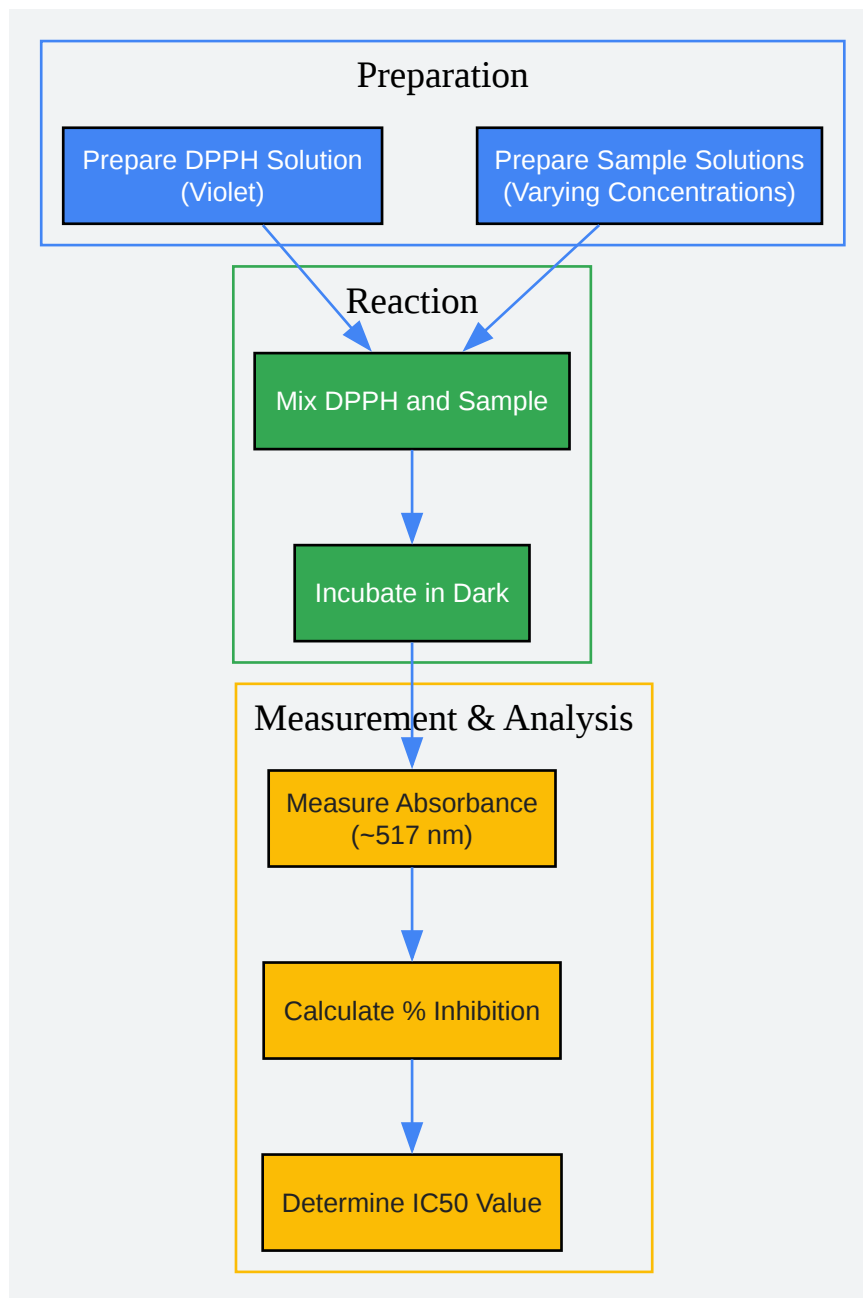 Preparation
Prepare DPPH Solution
(Violet)
Prepare Sample Solutions
(Varying Concentrations)
Reaction
Mix DPPH and Sample
Incubate in Dark
Measurement & Analysis
Measure Absorbance
(~517 nm)
Calculate % Inhibition
Determine IC50 Value